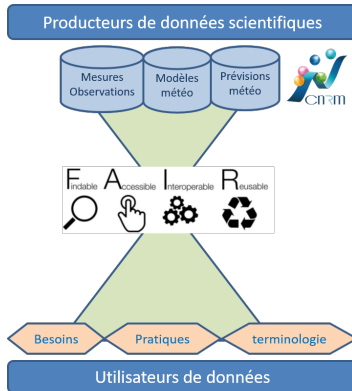 Producteurs de données scientifiques
Mesures
Observations
Modèles
météo
Prévisions
météo
CNRM
Findable
Accessible
Interoperable
Reusable
Besoins
Pratiques
terminologie
Utilisateurs de données